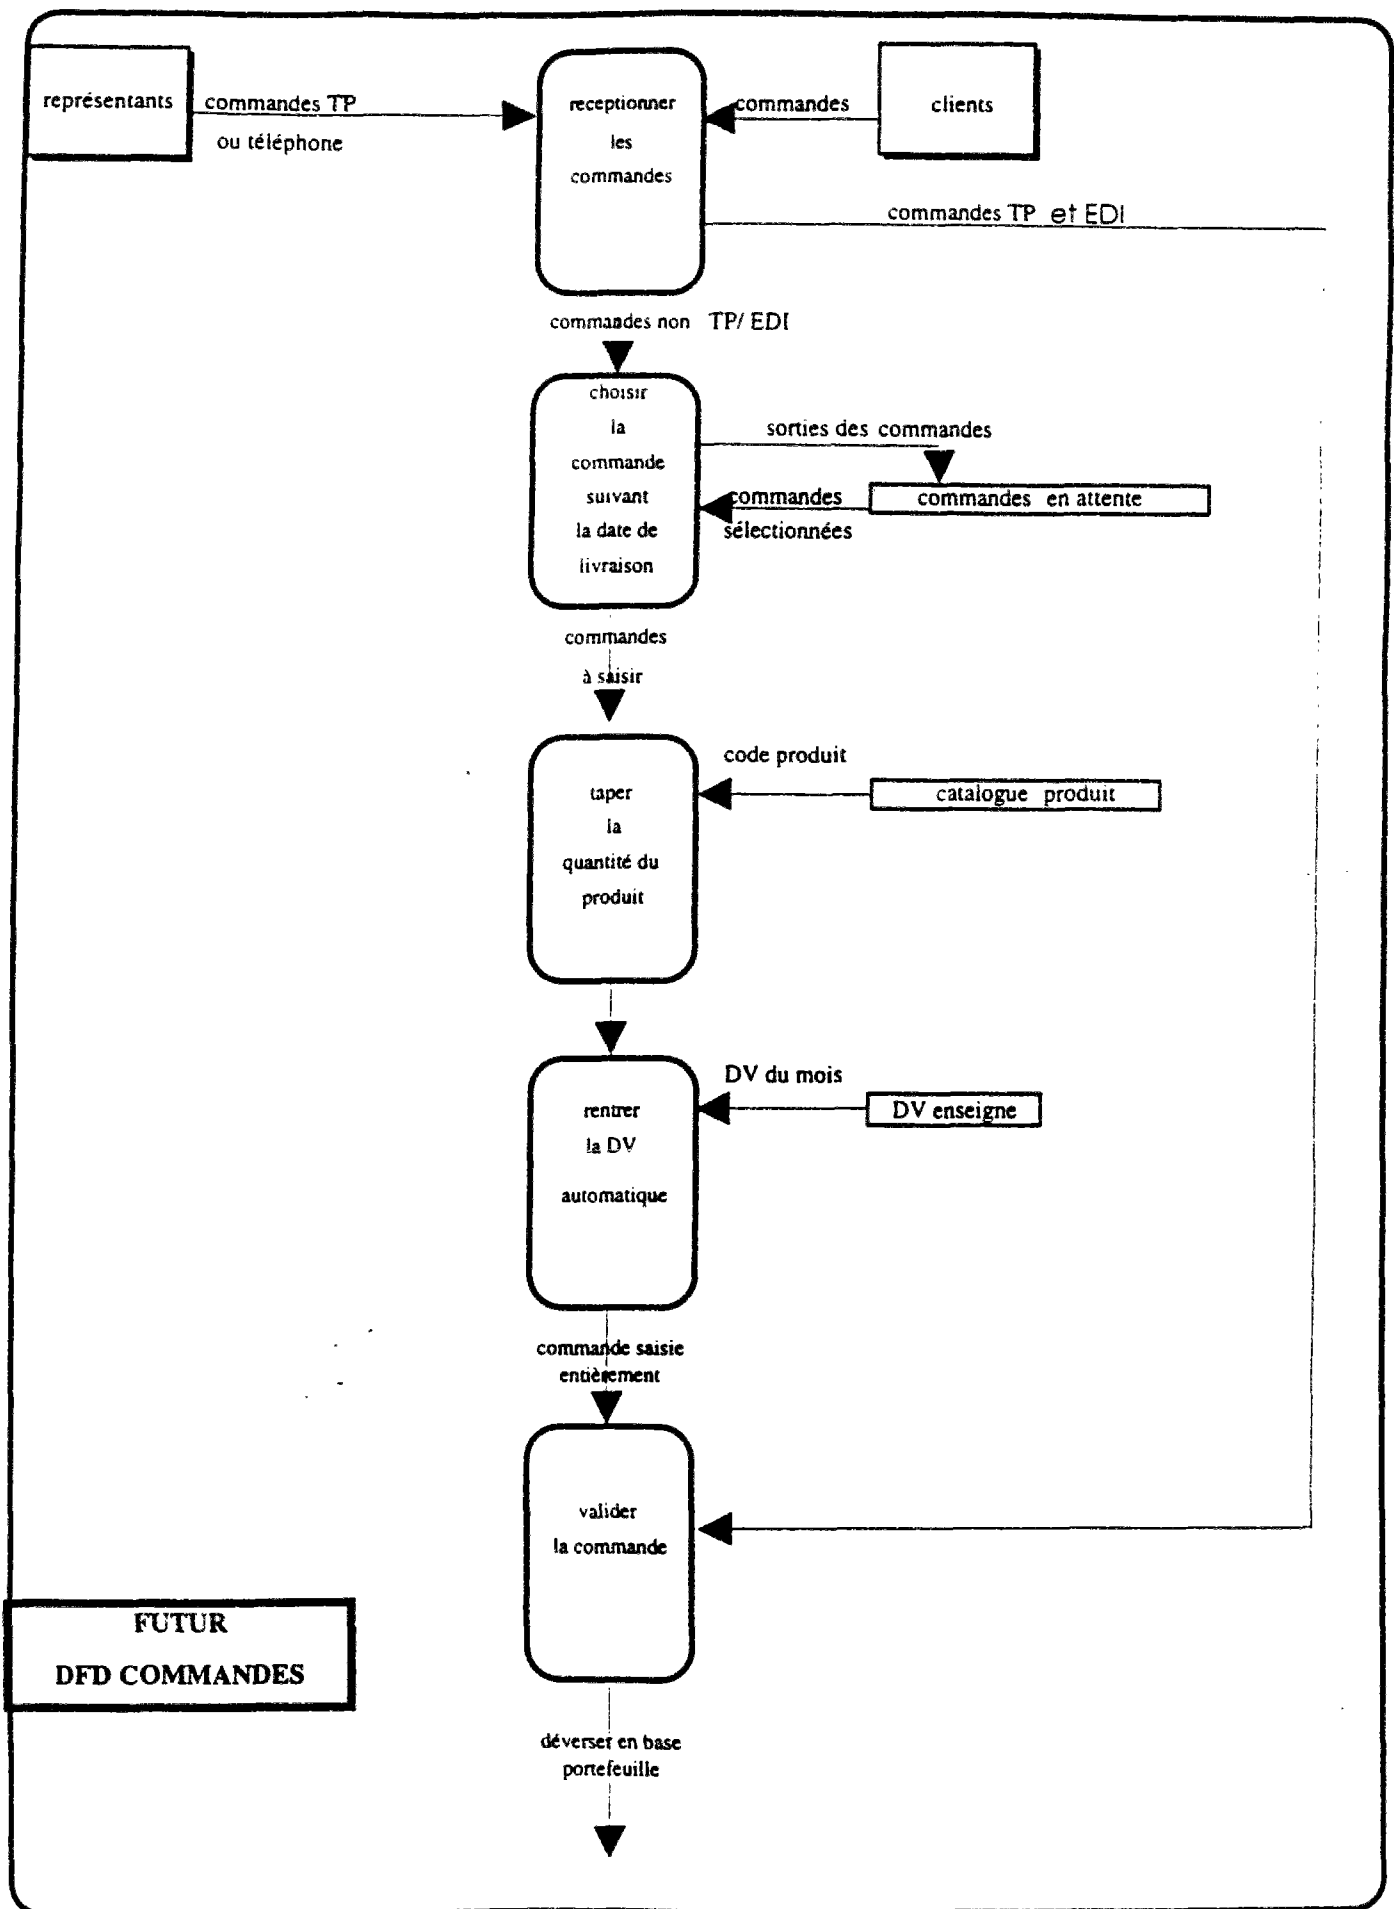 représentants
commandes TP
ou téléphone
receptionner
les
commandes
commandes
clients
commandes TP et EDI
commandes non TP/ EDI
choisir
la
commande
suivant
la date de
livraison
sorties des commandes
commandes en attente
commandes
sélectionnées
commandes
à saisir
taper
la
quantité du
produit
code produit
catalogue produit
rentrer
la DV
automatique
DV du mois
DV enseigne
commande saisie
entièrement
valider
la commande
FUTUR
DFD COMMANDES
déverser en base
portefeuille